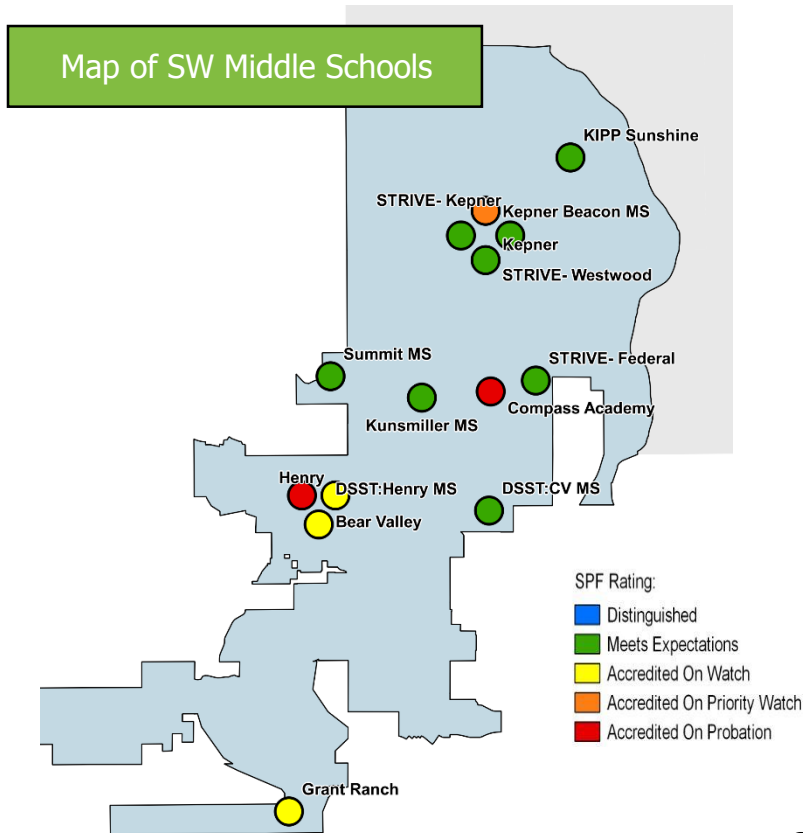 Map of SW Middle Schools
KIPP Sunshine
STRIVE- Kepner
Kepner Beacon MS
Kepner
STRIVE- Westwood
Summit MS
STRIVE- Federal
Kunsmiller MS
Compass Academy
Henry
DSST:Henry MS
DSST:CV MS
Bear Valley
SPF Rating:
Distinguished
Meets Expectations
Accredited On Watch
Accredited On Priority Watch
Accredited On Probation
Grant Ranch